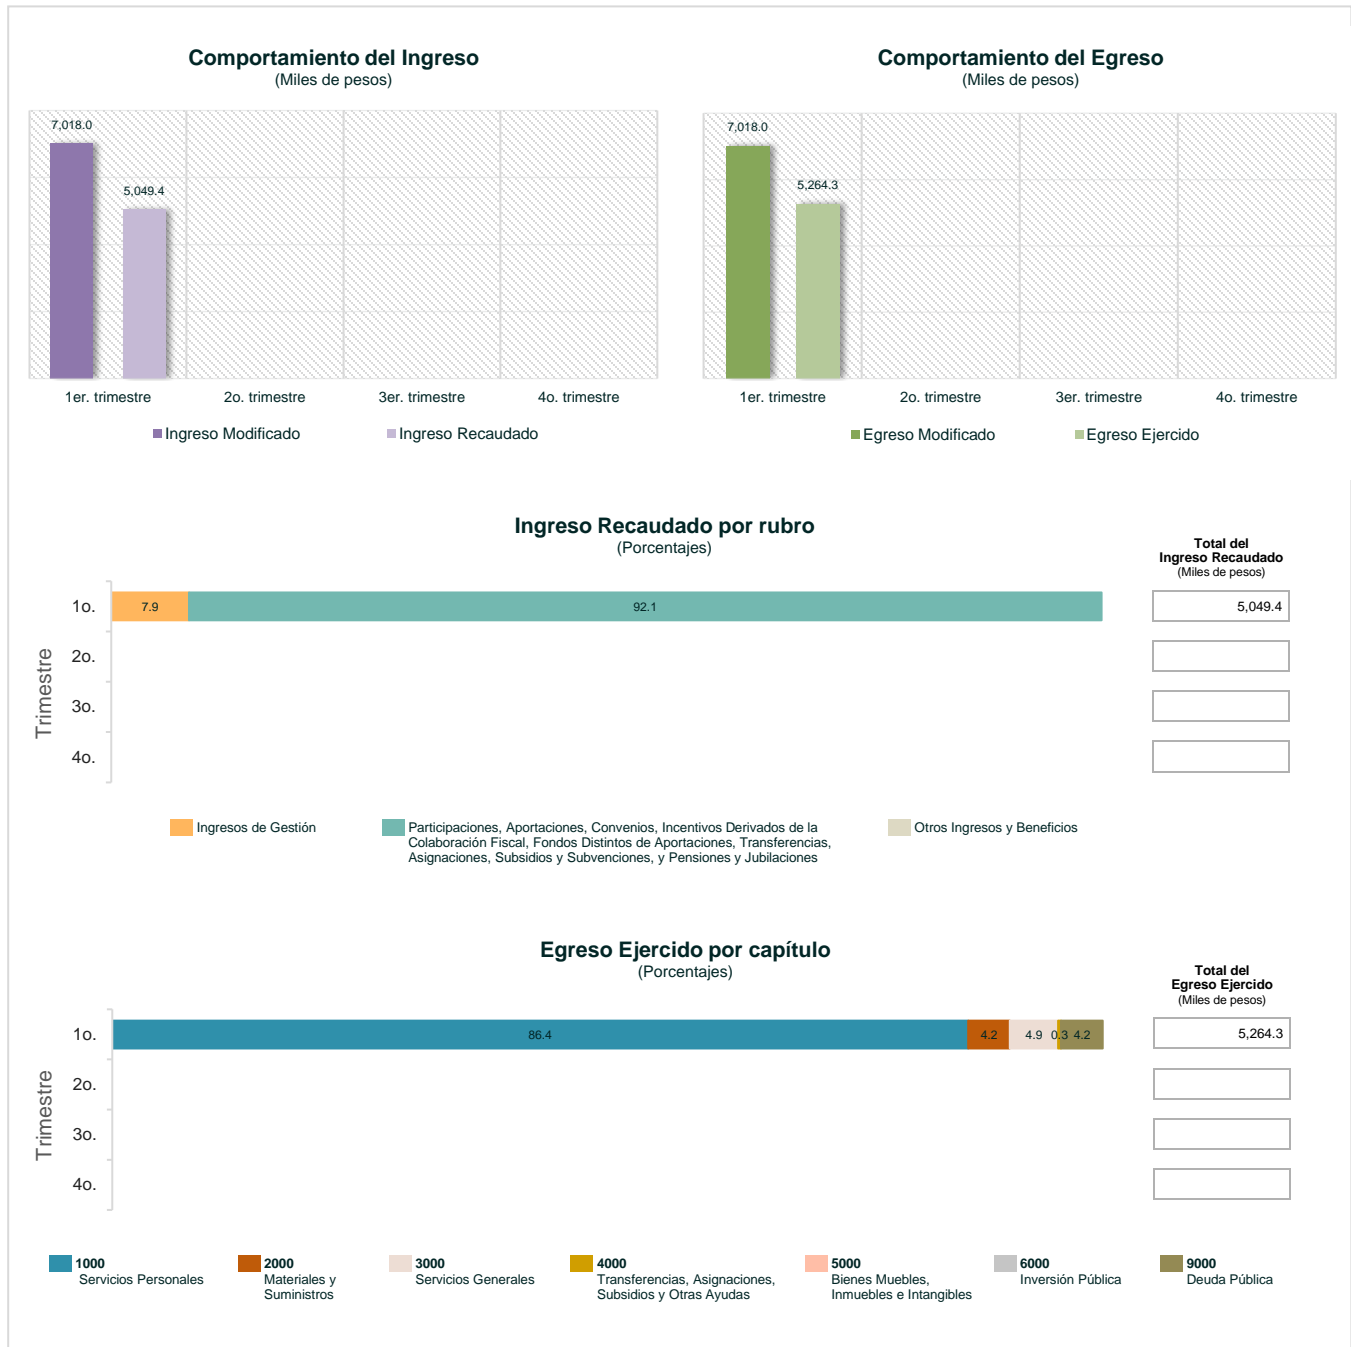 Comportamiento del Ingreso
(Miles de pesos)
7,018.0
5,049.4
1er. trimestre
2o. trimestre
3er. trimestre
4o. trimestre
Ingreso Modificado
Ingreso Recaudado
Comportamiento del Egreso
(Miles de pesos)
7,018.0
5,264.3
1er. trimestre
2o. trimestre
3er. trimestre
4o. trimestre
Egreso Modificado
Egreso Ejercido
Ingreso Recaudado por rubro
(Porcentajes)
Total del
Ingreso Recaudado
(Miles de pesos)
Trimestre
1o.
7.9
92.1
5,049.4
2o.
3o.
4o.
Ingresos de Gestión
Participaciones, Aportaciones, Convenios, Incentivos Derivados de la
Colaboración Fiscal, Fondos Distintos de Aportaciones, Transferencias,
Asignaciones, Subsidios y Subvenciones, y Pensiones y Jubilaciones
Otros Ingresos y Beneficios
Egreso Ejercido por capítulo
(Porcentajes)
Total del
Egreso Ejercido
(Miles de pesos)
Trimestre
1o.
86.4
4.2
4.9
0.3
4.2
5,264.3
2o.
3o.
4o.
1000
Servicios Personales
2000
Materiales y
Suministros
3000
Servicios Generales
4000
Transferencias, Asignaciones,
Subsidios y Otras Ayudas
5000
Bienes Muebles,
Inmuebles e Intangibles
6000
Inversión Pública
9000
Deuda Pública